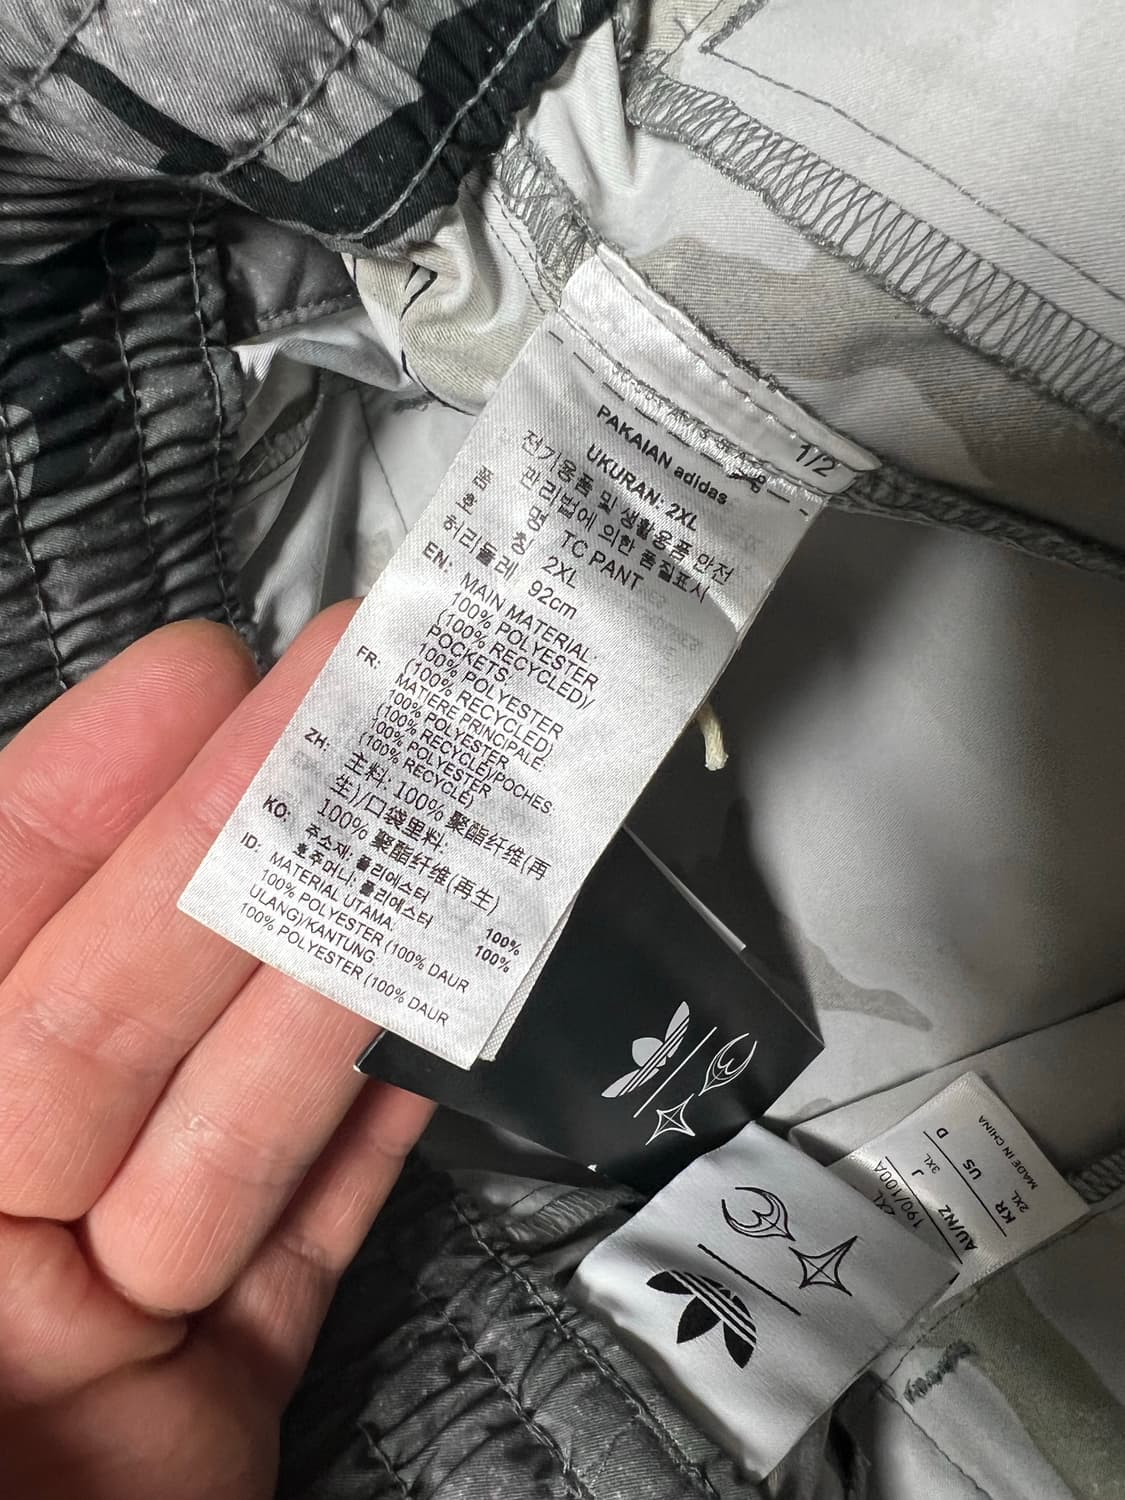 1/2
PAKAIAN adidas
UKURAN: 2XL
전기용품 및 생활용품 안전
관리법에 의한 품질표시
품 명 TC PANT
호 칭 2XL
허리둘레 92cm
EN: MAIN MATERIAL:
100% POLYESTER
(100% RECYCLED)/
POCKETS:
100% POLYESTER
(100% RECYCLED)
FR: MATIERE PRINCIPALE:
100% POLYESTER
(100% RECYCLÉ)/POCHES:
100% POLYESTER
(100% RECYCLÉ)
ZH: 主料: 100% 聚酯纤维(再
生)/口袋里料:
100% 聚酯纤维(再生)
KO: 주소재: 폴리에스터 100%
호주머니: 폴리에스터 100%
ID: MATERIAL UTAMA:
100% POLYESTER (100% DAUR
ULANG)/KANTUNG:
100% POLYESTER (100% DAUR
MADE IN CHINA
KR 2XL
US
D
J 3XL
AU/NZ
190/100A